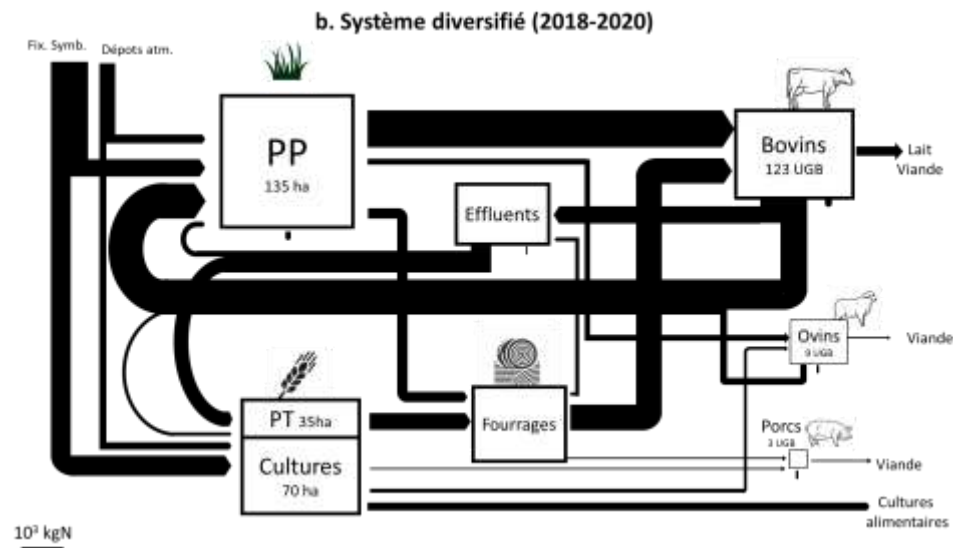 b. Système diversifié (2018-2020)
Fix. Symb.
Dépots atm.
PP
135 ha
Bovins
123 UGB
Lait
Viande
Effluents
Ovins
9 UGB
Viande
PT 35ha
Cultures
70 ha
Fourrages
Porcs
3 UGB
Viande
Cultures
alimentaires
10³ kgN